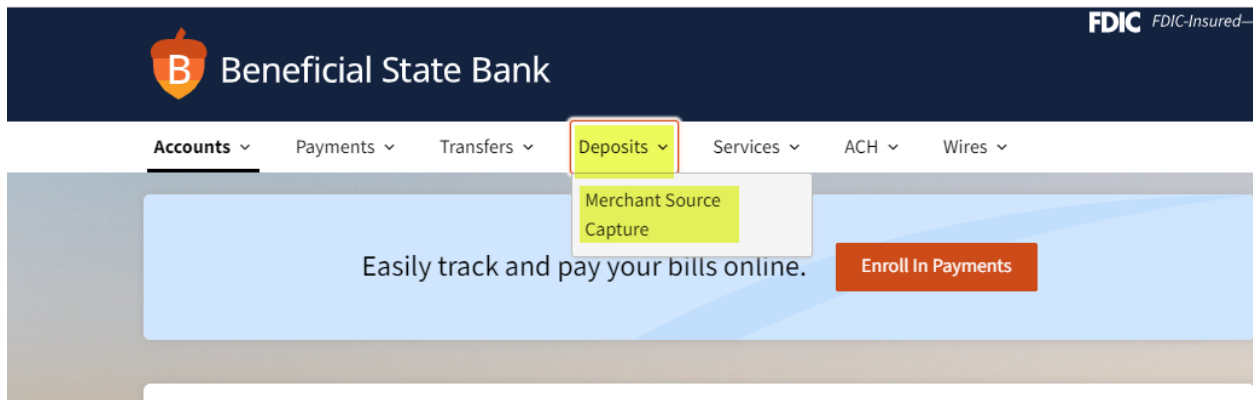 FDIC FDIC-Insured—
B Beneficial State Bank
Accounts Payments Transfers Deposits Services ACH Wires
Merchant Source
Capture
Easily track and pay your bills online. Enroll In Payments